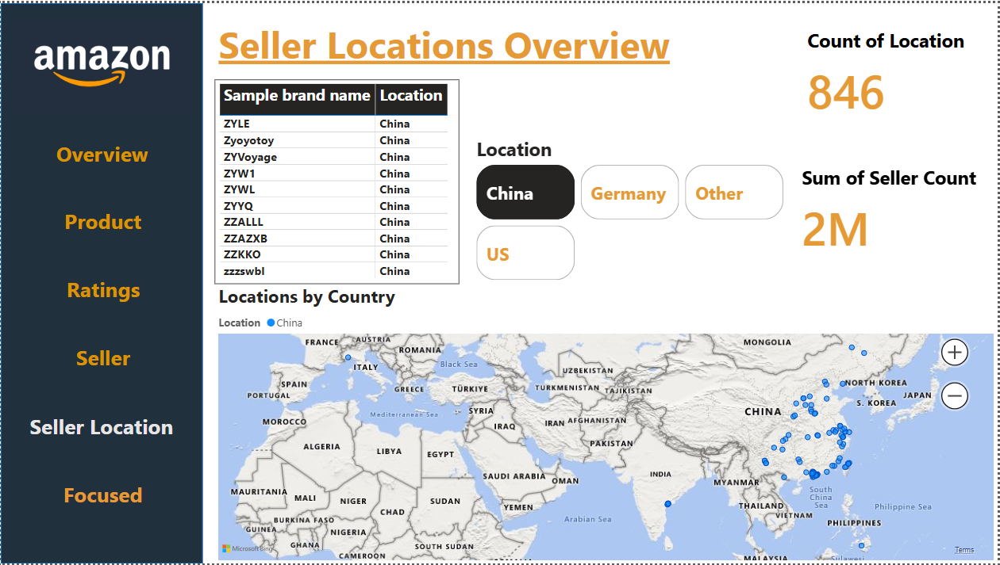 amazon
Overview
Product
Ratings
Seller
Seller Location
Focused
Seller Locations Overview
Sample brand name Location
ZYLE China
Zyoyotoy China
ZYVoyage China
ZYW1 China
ZYWL China
ZYYQ China
ZZALLL China
ZZAZXB China
ZZKKO China
zzzswbl China
Location
China Germany Other
US
Count of Location
846
Sum of Seller Count
2M
Locations by Country
Location China
FRANCE
AUSTRIA
ROMANIA
MONGOLIA
ITALY
Black Sea
UZBEKISTAN
SPAIN
PORTUGAL
GREECE
TÜRKIYE
TURKMENISTAN
TAJIKISTAN
NORTH KOREA
JAPAN
S. KOREA
Mediterranean Sea
SYRIA
CHINA
MOROCCO
IRAQ
IRAN
AFGHANISTAN
ALGERIA
LIBYA
EGYPT
PAKISTAN
SAUDI ARABIA
OMAN
INDIA
MYANMAR
South
China
Sea
MAURITANIA
MALI
NIGER
CHAD
SUDAN
YEMEN
THAILAND
VIETNAM
Philippine Sea
Arabian Sea
PHILIPPINES
BURKINA FASO
GUINEA
NIGERIA
GHANA
SOUTH SUDAN
CAMEROON
MALAYSIA
Sulawesi
Microsoft Bing
Terms